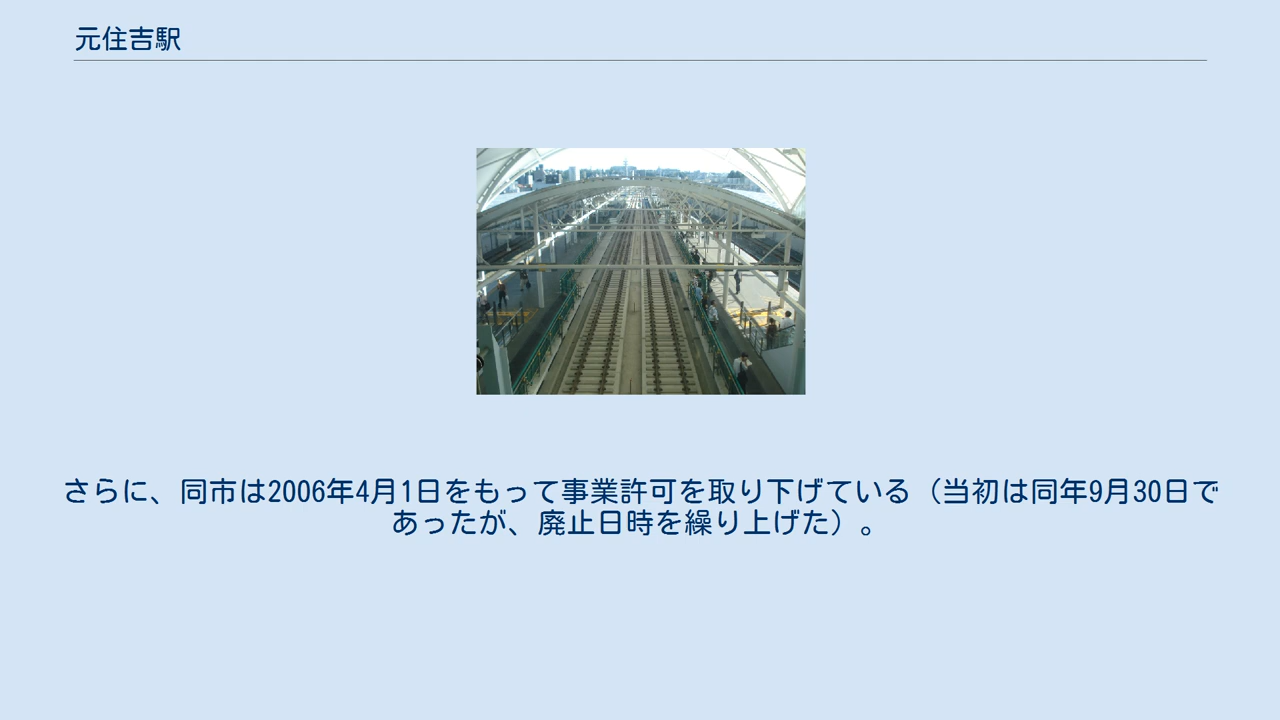 元住吉駅
さらに、同市は2006年4月1日をもって事業許可を取り下げている（当初は同年9月30日で
あったが、廃止日時を繰り上げた）。